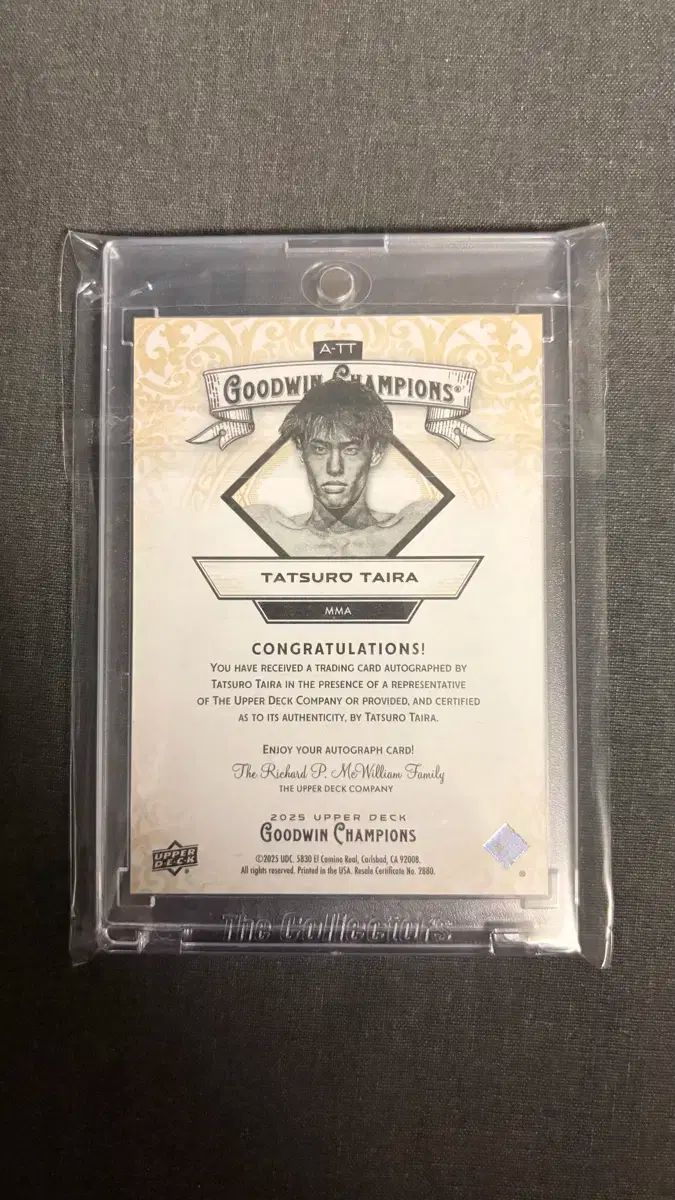 A-TT
GOODWIN CHAMPIONS®
TATSURO TAIRA
MMA
CONGRATULATIONS!
YOU HAVE RECEIVED A TRADING CARD AUTOGRAPHED BY
TATSURO TAIRA IN THE PRESENCE OF A REPRESENTATIVE
OF THE UPPER DECK COMPANY OR PROVIDED, AND CERTIFIED
AS TO ITS AUTHENTICITY, BY TATSURO TAIRA.
ENJOY YOUR AUTOGRAPH CARD!
The Richard P. McWilliam Family
THE UPPER DECK COMPANY
2025 UPPER DECK
GOODWIN CHAMPIONS
UPPER
D·E·C·K ®
©2025 UDC. 5830 El Camino Real, Carlsbad, CA 92008.
All rights reserved. Printed in the USA. Resale Certificate No. 2880.
The Collectors